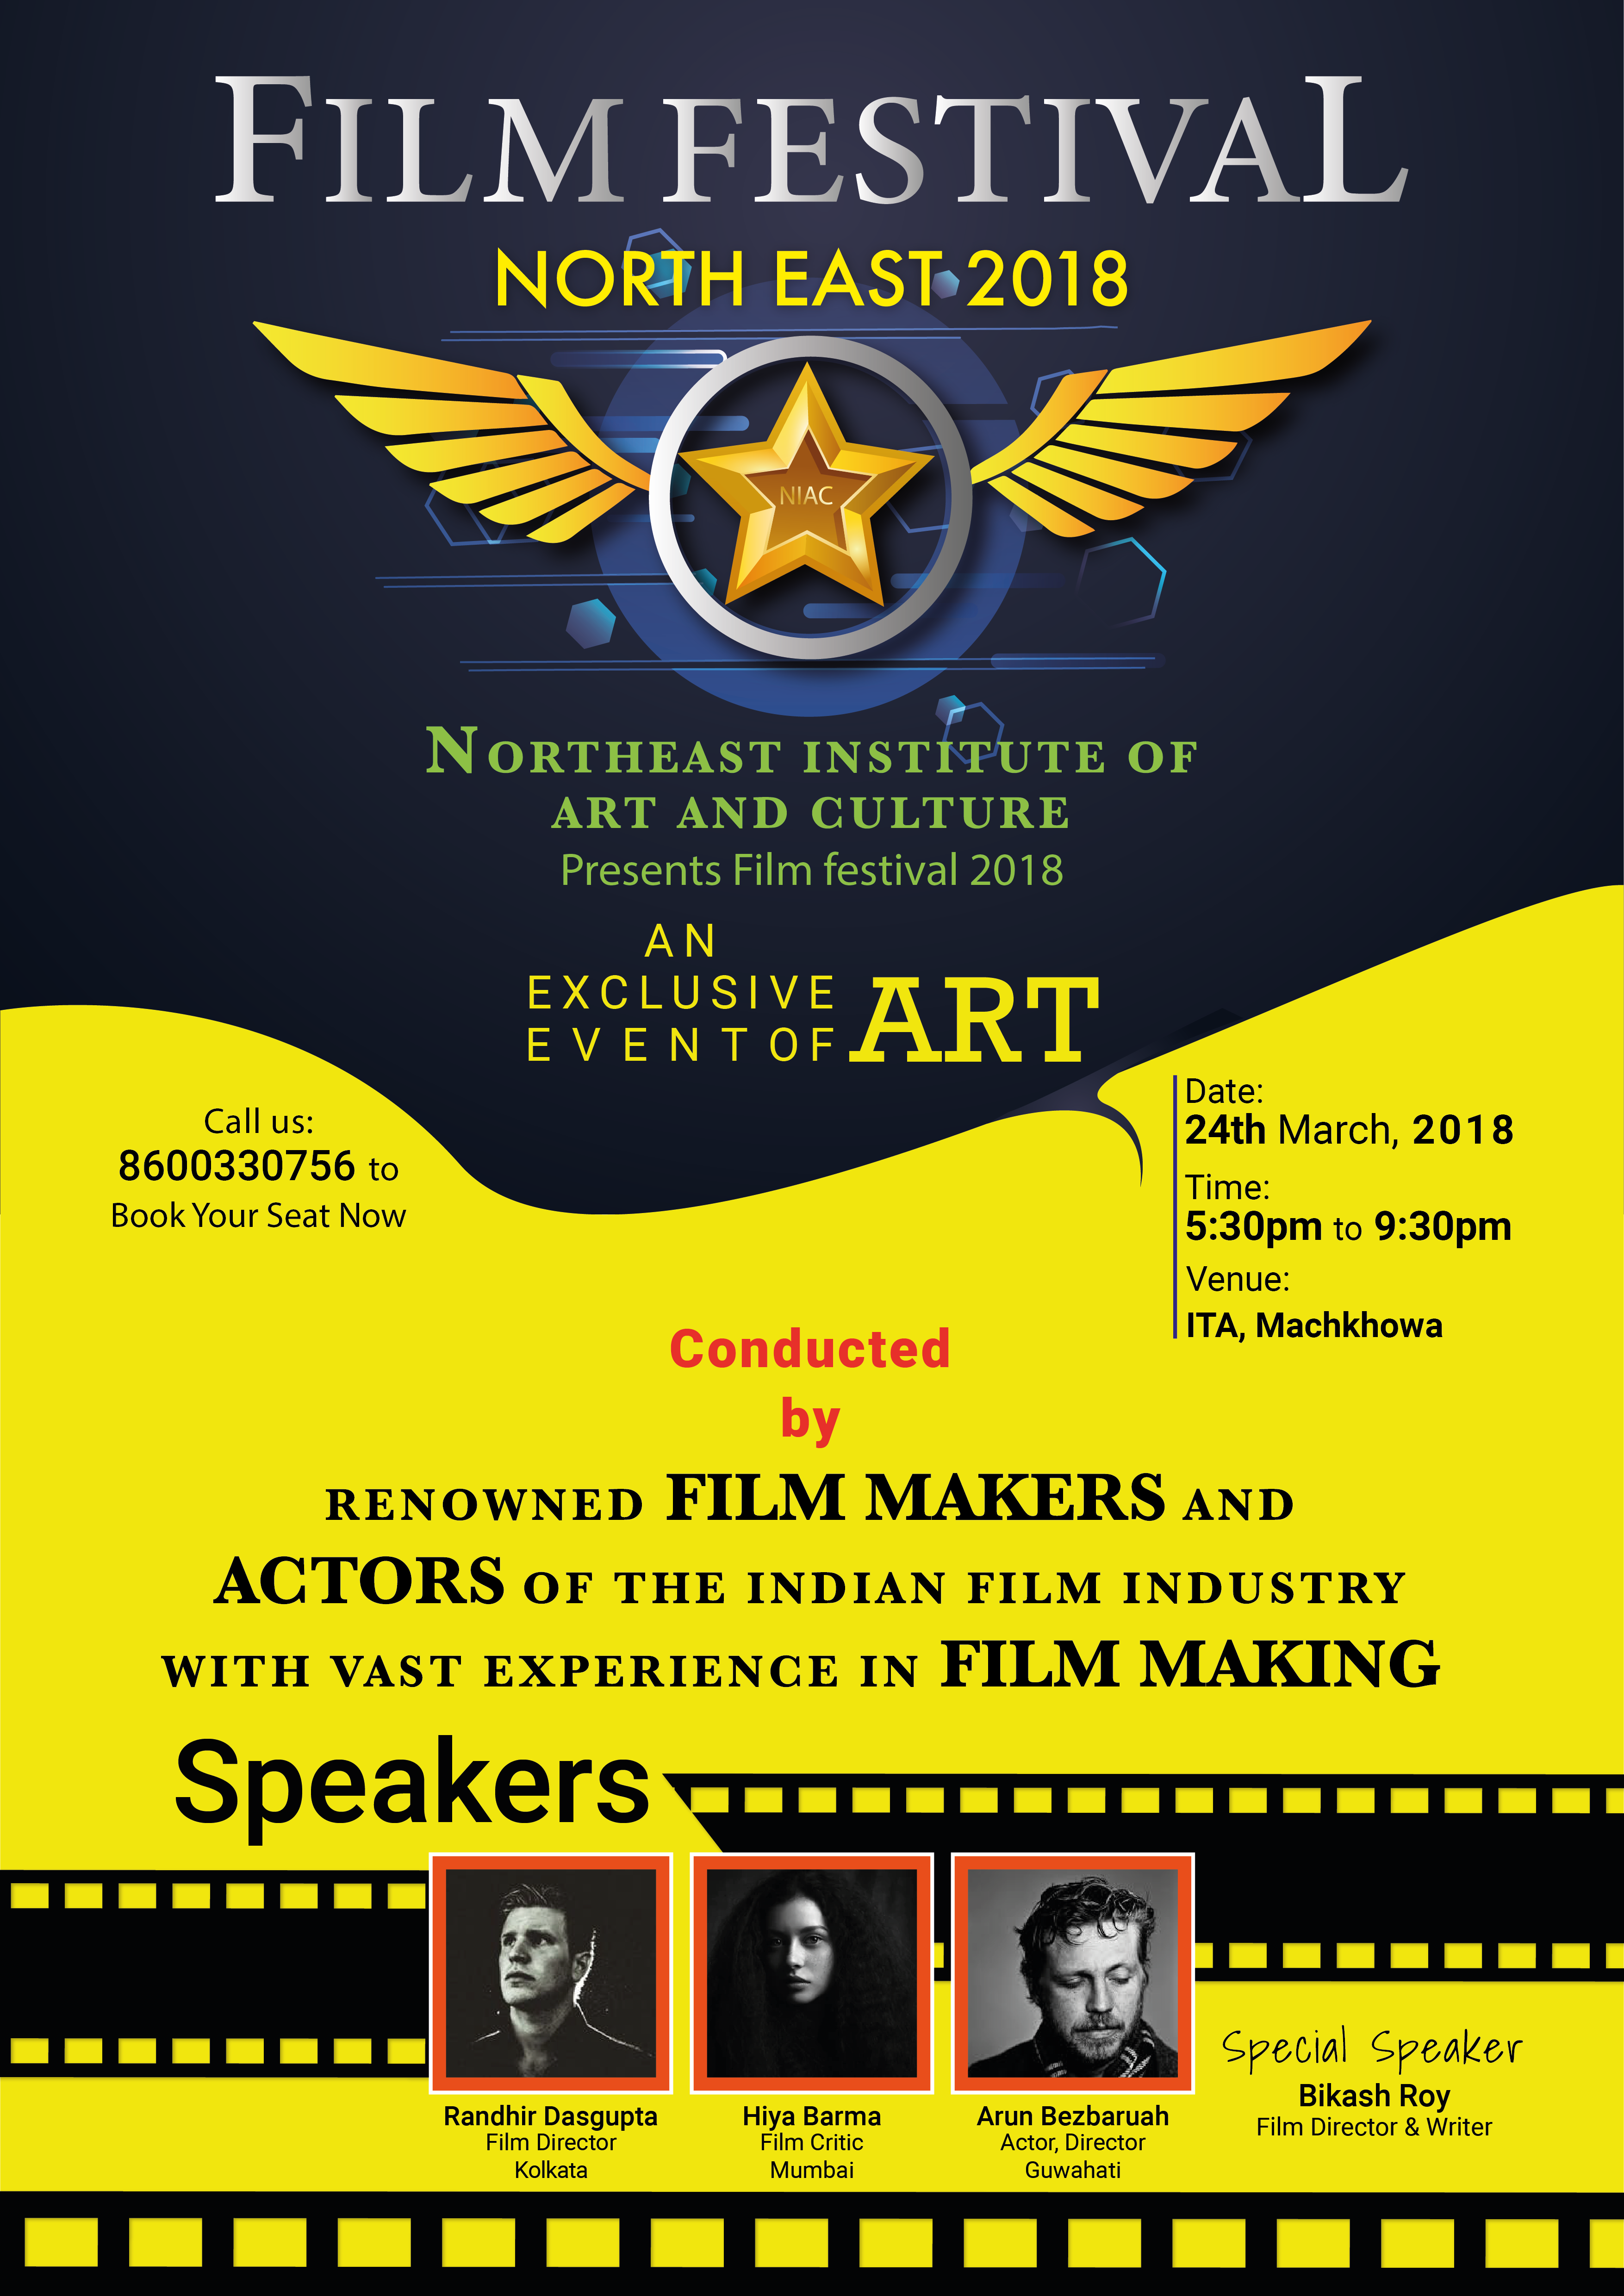 FILM FESTIVAL
NORTH EAST 2018
NIAC
NORTHEAST INSTITUTE OF
ART AND CULTURE
Presents Film festival 2018
AN
EXCLUSIVE
EVENT OF ART
Call us:
8600330756 to
Book Your Seat Now
Date:
24th March, 2018
Time:
5:30pm to 9:30pm
Venue:
ITA, Machkhowa
Conducted
by
RENOWNED FILM MAKERS AND
ACTORS OF THE INDIAN FILM INDUSTRY
WITH VAST EXPERIENCE IN FILM MAKING
Speakers
Randhir Dasgupta
Film Director
Kolkata
Hiya Barma
Film Critic
Mumbai
Arun Bezbaruah
Actor, Director
Guwahati
Special Speaker
Bikash Roy
Film Director & Writer